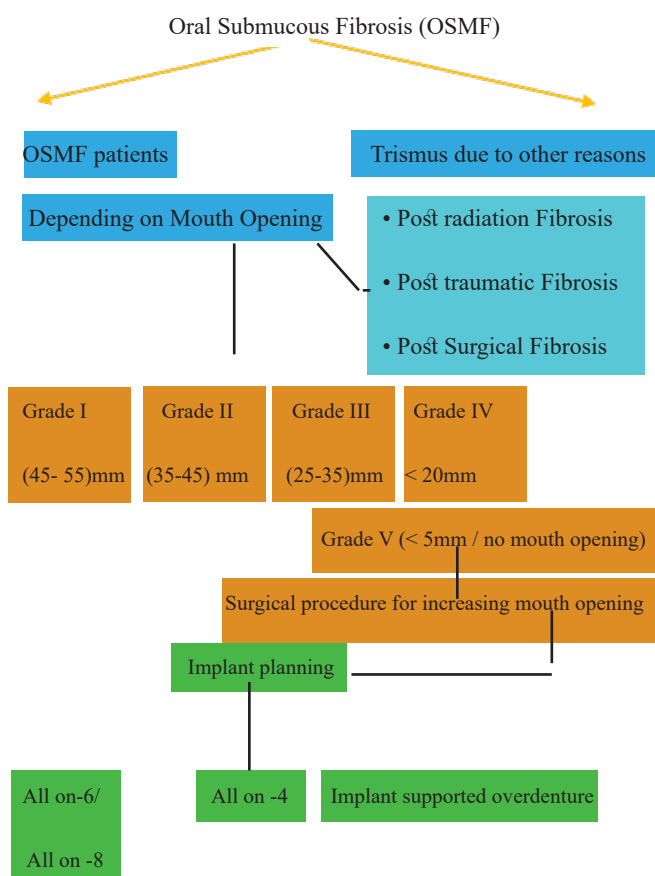 Oral Submucous Fibrosis (OSMF)
OSMF patients
Trismus due to other reasons
Depending on Mouth Opening
• Post radiation Fibrosis
• Post traumatic Fibrosis
• Post Surgical Fibrosis
Grade I
(45- 55)mm
Grade II
(35-45) mm
Grade III
(25-35)mm
Grade IV
< 20mm
Grade V (< 5mm / no mouth opening)
Surgical procedure for increasing mouth opening
Implant planning
All on-6/
All on -8
All on -4
Implant supported overdenture